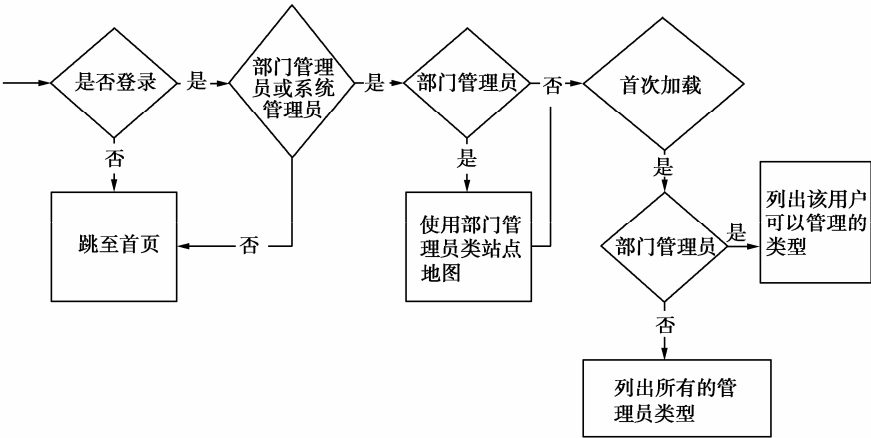 是否登录
是
部门管理
员或系统
管理员
是
部门管理员
否
首次加载
否
是
是
跳至首页
否
使用部门管
理员类站点
地图
部门管理员
是
列出该用户
可以管理的
类型
否
列出所有的管
理员类型